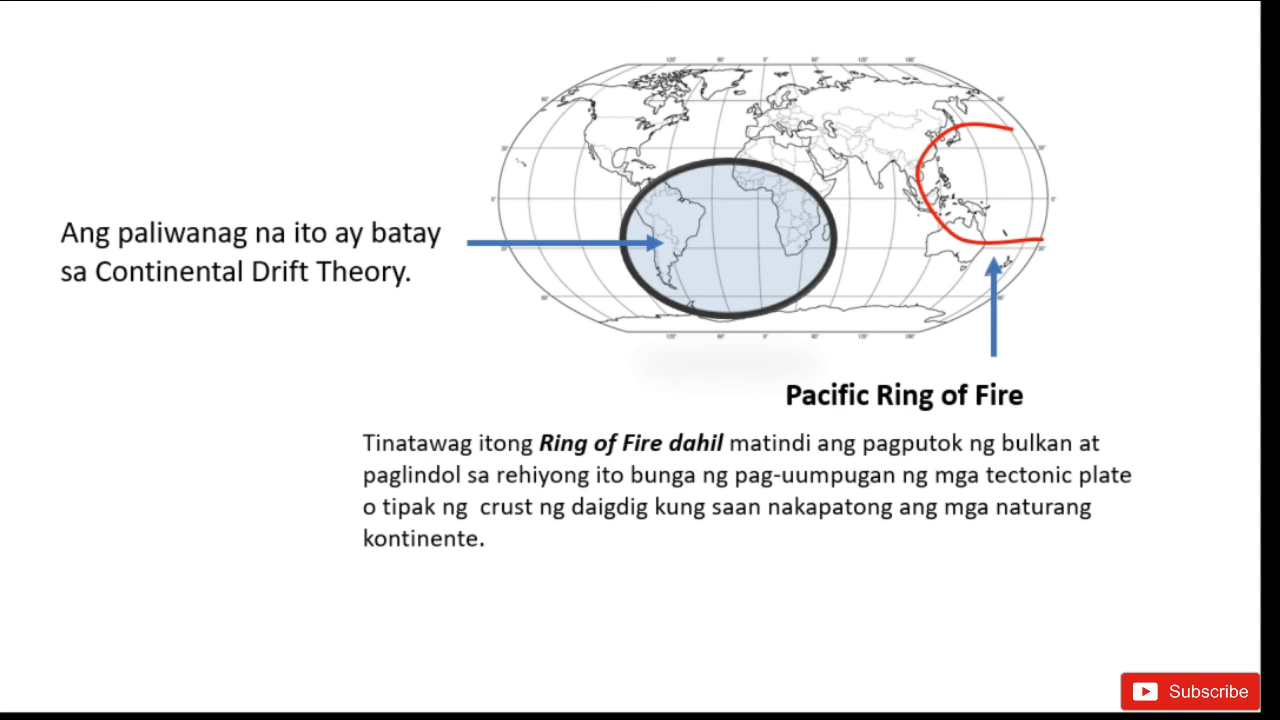 Ang paliwanag na ito ay batay
sa Continental Drift Theory.
Pacific Ring of Fire
Tinatawag itong Ring of Fire dahil matindi ang pagputok ng bulkan at
paglindol sa rehiyong ito bunga ng pag-uumpugan ng mga tectonic plate
o tipak ng crust ng daigdig kung saan nakapatong ang mga naturang
kontinente.
Subscribe